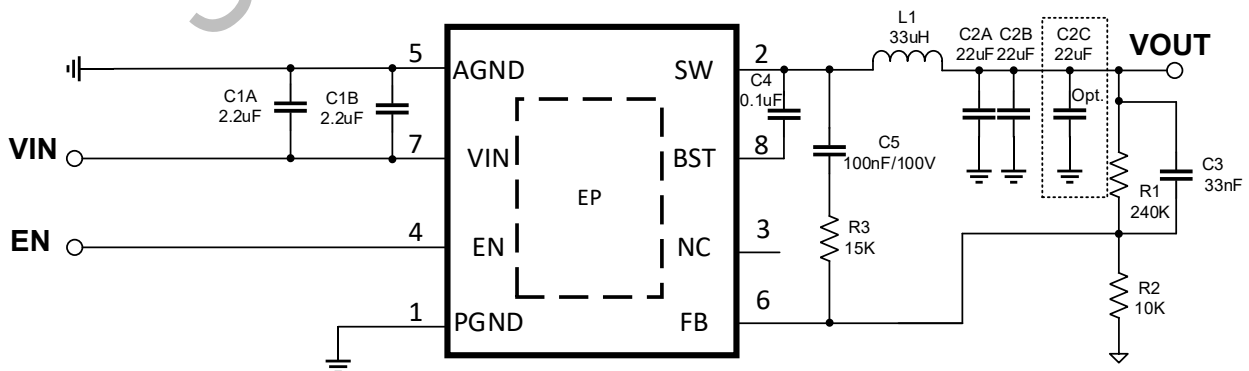 L1
33uH
C2A
22uF
C2B
22uF
C2C
22uF
VOUT
5
AGND
SW
2
C4
0.1uF
Opt.
C1A
2.2uF
C1B
2.2uF
VIN
7
VIN
BST
8
C5
100nF/100V
C3
33nF
R1
240K
EP
EN
4
EN
NC
3
R3
15K
1
PGND
FB
6
R2
10K